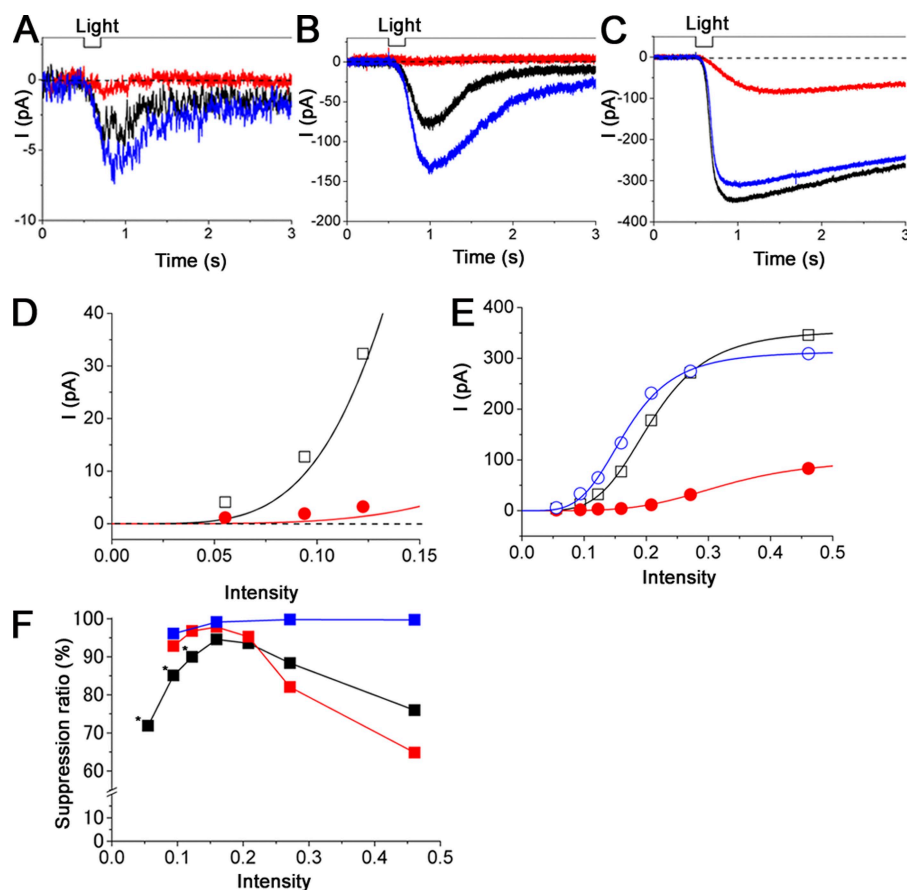 A
Light
I (pA)
0
-5
-10
0 1 2 3
Time (s)
B
Light
I (pA)
0
-50
-100
-150
-200
0 1 2 3
Time (s)
C
Light
I (pA)
0
-100
-200
-300
-400
0 1 2 3
Time (s)
D
I (pA)
40
30
20
10
0
0.00 0.05 0.10 0.15
Intensity
E
I (pA)
400
300
200
100
0
0.0 0.1 0.2 0.3 0.4 0.5
Intensity
F
Suppression ratio (%)
100
90
80
70
60
10
0
* * *
0.0 0.1 0.2 0.3 0.4 0.5
Intensity